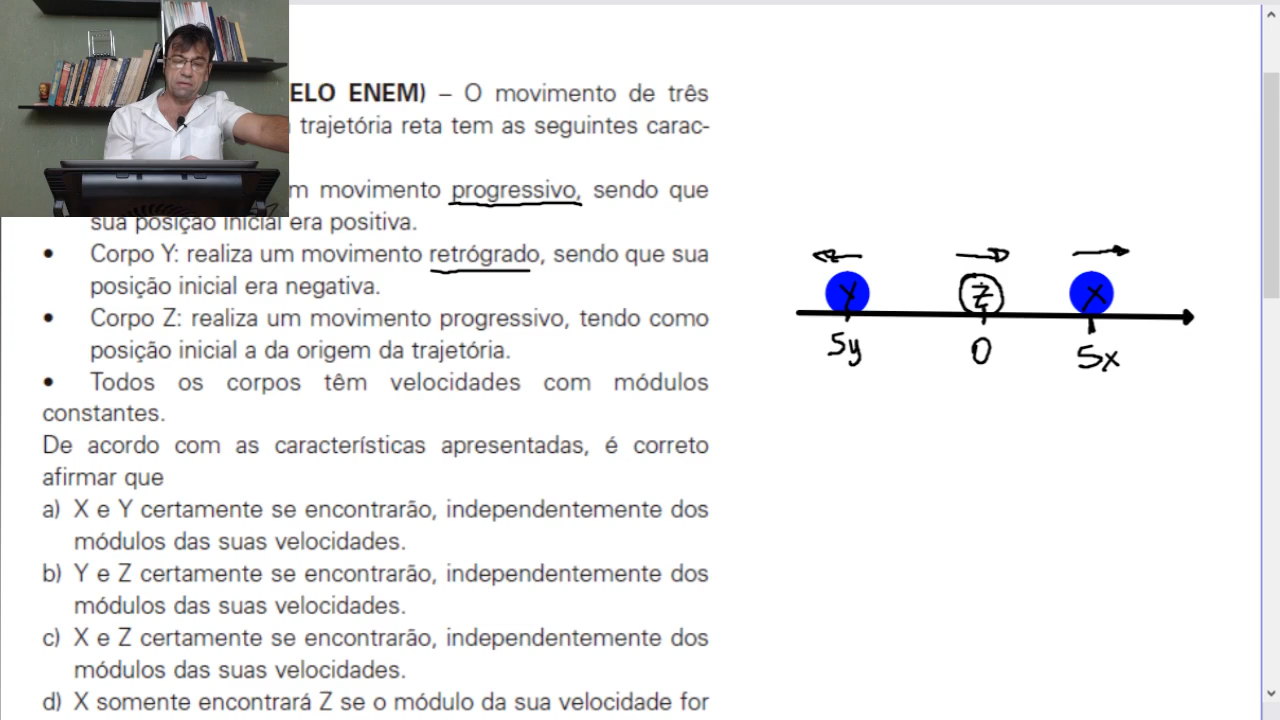 ELO ENEM) – O movimento de três
trajetória reta tem as seguintes carac-
m movimento progressivo, sendo que
sua posição inicial era positiva.
• Corpo Y: realiza um movimento retrógrado, sendo que sua
posição inicial era negativa.
• Corpo Z: realiza um movimento progressivo, tendo como
posição inicial a da origem da trajetória.
• Todos os corpos têm velocidades com módulos
constantes.
De acordo com as características apresentadas, é correto
afirmar que
a) X e Y certamente se encontrarão, independentemente dos
módulos das suas velocidades.
b) Y e Z certamente se encontrarão, independentemente dos
módulos das suas velocidades.
c) X e Z certamente se encontrarão, independentemente dos
módulos das suas velocidades.
d) X somente encontrará Z se o módulo da sua velocidade for
Y Z X
Sy 0 Sx